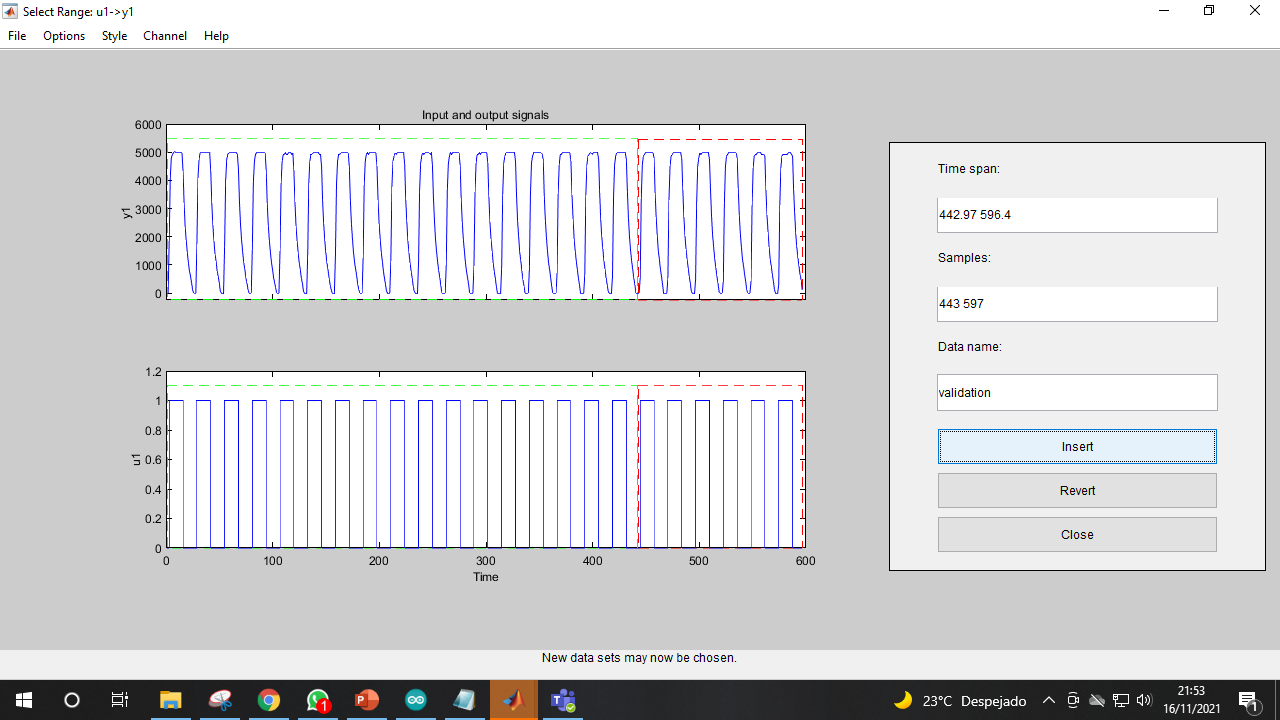 Select Range: u1->y1
File Options Style Channel Help
Input and output signals
6000
5000
4000
3000
2000
1000
0
y1
1.2
1
0.8
0.6
0.4
0.2
0
u1
0 100 200 300 400 500 600
Time
Time span:
442.97 596.4
Samples:
443 597
Data name:
validation
Insert
Revert
Close
New data sets may now be chosen.
53
23°C Despejado
21:53
16/11/2021
1